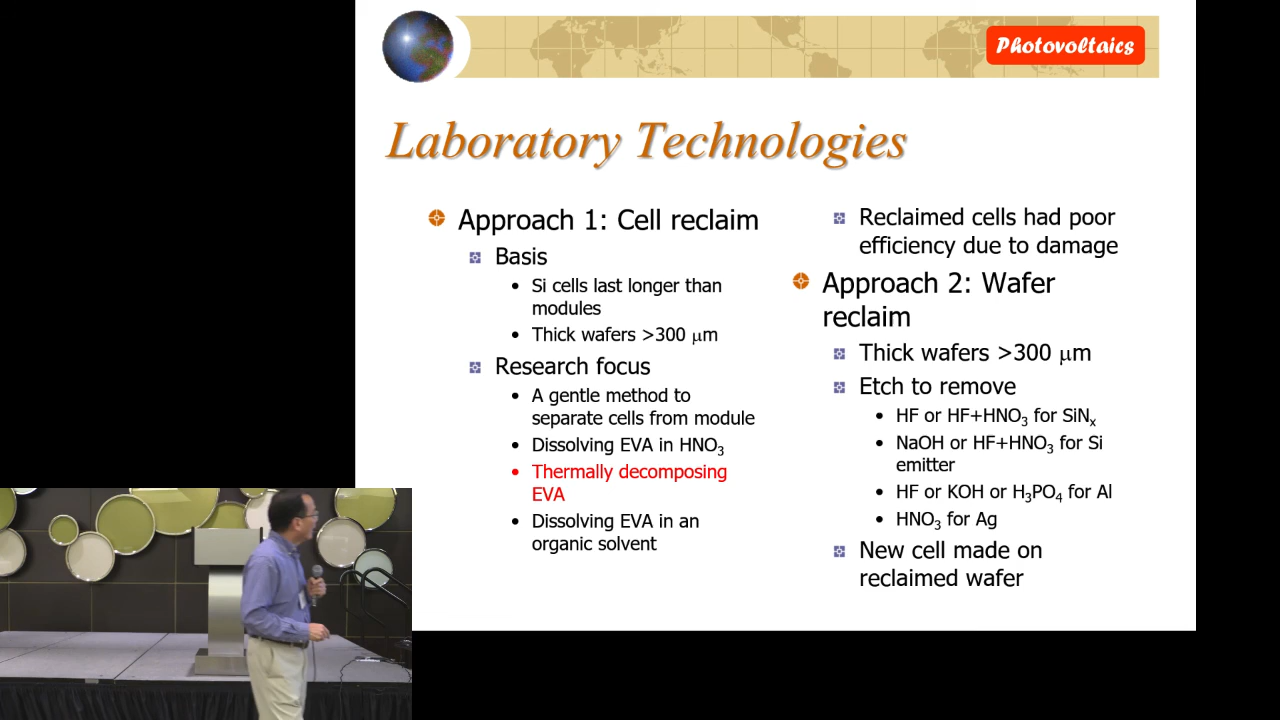 Photovoltaics
Laboratory Technologies
Approach 1: Cell reclaim
Basis
Si cells last longer than
modules
Thick wafers >300 μm
Research focus
A gentle method to
separate cells from module
Dissolving EVA in HNO₃
Thermally decomposing
EVA
Dissolving EVA in an
organic solvent
Reclaimed cells had poor
efficiency due to damage
Approach 2: Wafer
reclaim
Thick wafers >300 μm
Etch to remove
HF or HF+HNO₃ for SiNₓ
NaOH or HF+HNO₃ for Si
emitter
HF or KOH or H₃PO₄ for Al
HNO₃ for Ag
New cell made on
reclaimed wafer